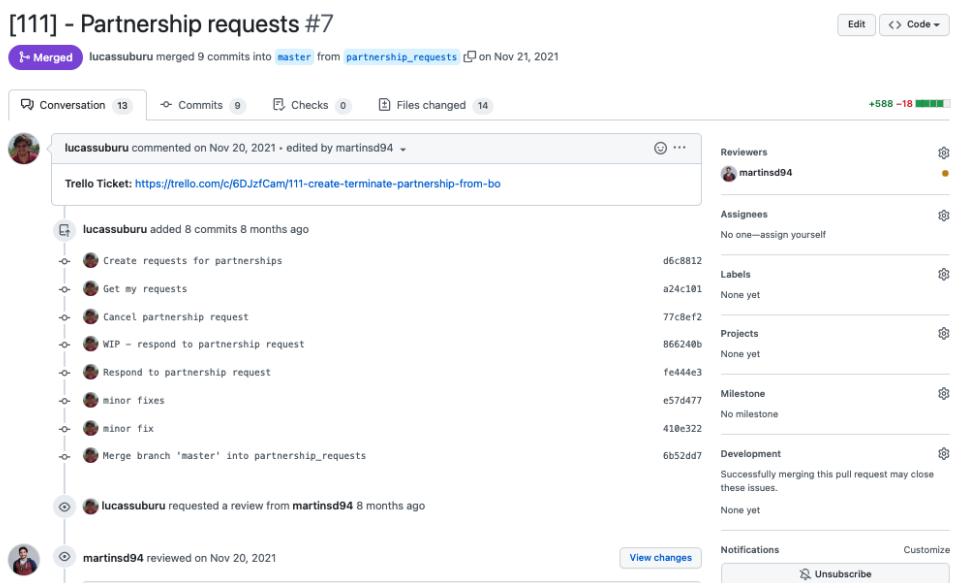 [111] - Partnership requests #7
Edit
<> Code
Merged
lucassuburu merged 9 commits into master from partnership_requests on Nov 21, 2021
Conversation 13
Commits 9
Checks 0
Files changed 14
+588 −18
lucassuburu commented on Nov 20, 2021 • edited by martinsd94
Trello Ticket: https://trello.com/c/6DJzfCam/111-create-terminate-partnership-from-bo
lucassuburu added 8 commits 8 months ago
Create requests for partnerships d6c8812
Get my requests a24c101
Cancel partnership request 77c8ef2
WIP - respond to partnership request 866240b
Respond to partnership request fe444e3
minor fixes e57d477
minor fix 410e322
Merge branch 'master' into partnership_requests 6b52dd7
lucassuburu requested a review from martinsd94 8 months ago
martinsd94 reviewed on Nov 20, 2021
View changes
Reviewers
martinsd94
Assignees
No one—assign yourself
Labels
None yet
Projects
None yet
Milestone
No milestone
Development
Successfully merging this pull request may close
these issues.
None yet
Notifications
Customize
Unsubscribe